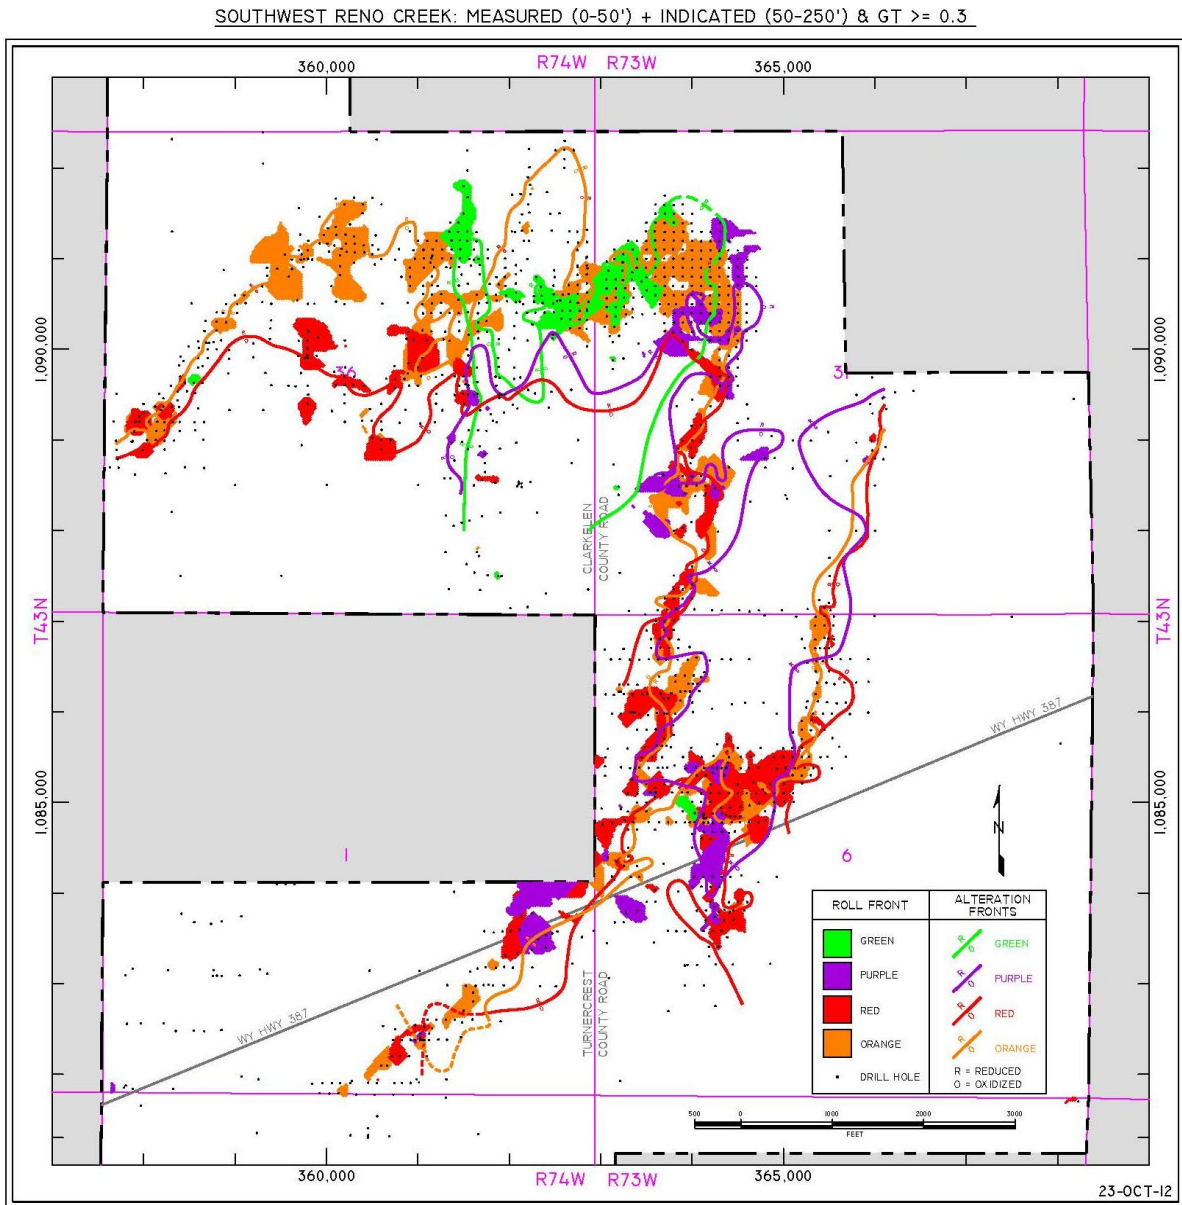 SOUTHWEST RENO CREEK: MEASURED (0-50') + INDICATED (50-250') & GT >= 0.3
360,000
R74W
R73W
365,000
1,090,000
1,090,000
36
31
CLARKELEN
COUNTY ROAD
T43N
T43N
WY HWY 387
1,085,000
1,085,000
N
1
6
ROLL FRONT
ALTERATION
FRONTS
GREEN
R
O
GREEN
PURPLE
R
O
PURPLE
RED
R
O
RED
ORANGE
R
O
ORANGE
DRILL HOLE
R = REDUCED
O = OXIDIZED
WY HWY 387
TURNERCREST
COUNTY ROAD
500
0
1000
2000
3000
FEET
360,000
R74W
R73W
365,000
23-OCT-12